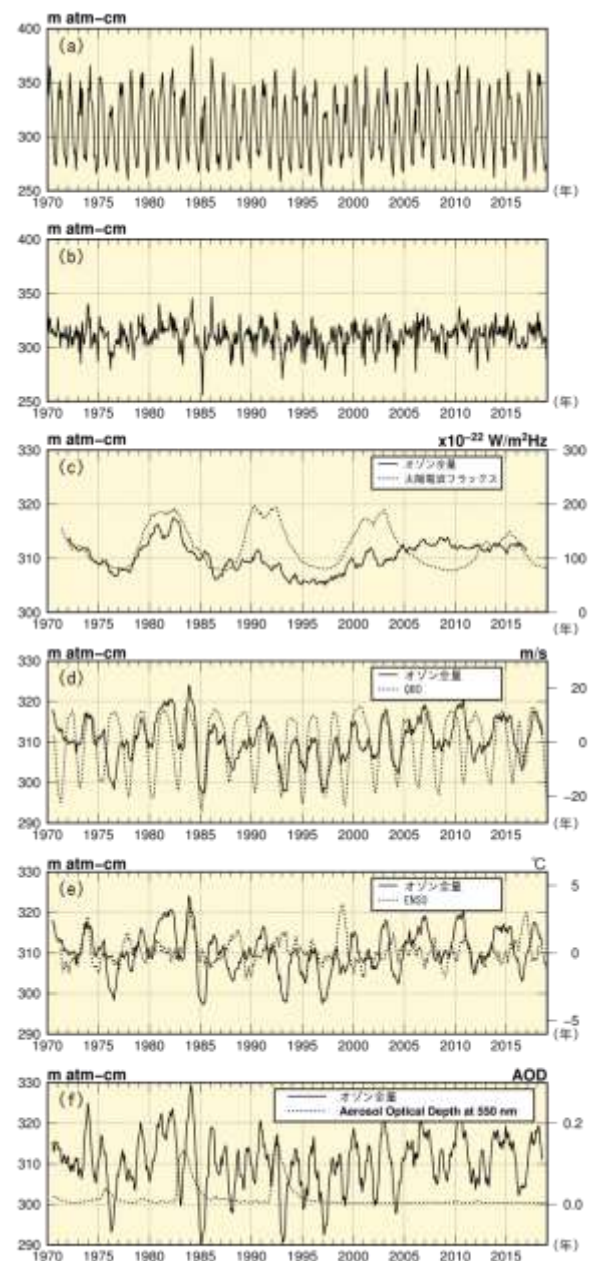 m atm-cm
(a)
400
350
300
250
1970 1975 1980 1985 1990 1995 2000 2005 2010 2015 (年)
m atm-cm
(b)
400
350
300
250
1970 1975 1980 1985 1990 1995 2000 2005 2010 2015 (年)
m atm-cm x10⁻²² W/m²Hz
(c)
オゾン全量
太陽電波フラックス
330 300
320 200
310 100
300 0
1970 1975 1980 1985 1990 1995 2000 2005 2010 2015 (年)
m atm-cm m/s
(d)
オゾン全量
QBO
330
320 20
310 0
300 -20
290
1970 1975 1980 1985 1990 1995 2000 2005 2010 2015 (年)
m atm-cm ℃
(e)
オゾン全量
ENSO
330
320 5
310 0
300
290 -5
1970 1975 1980 1985 1990 1995 2000 2005 2010 2015 (年)
m atm-cm AOD
(f)
オゾン全量
Aerosol Optical Depth at 550 nm
330
320 0.2
310
300 0.0
290
1970 1975 1980 1985 1990 1995 2000 2005 2010 2015 (年)